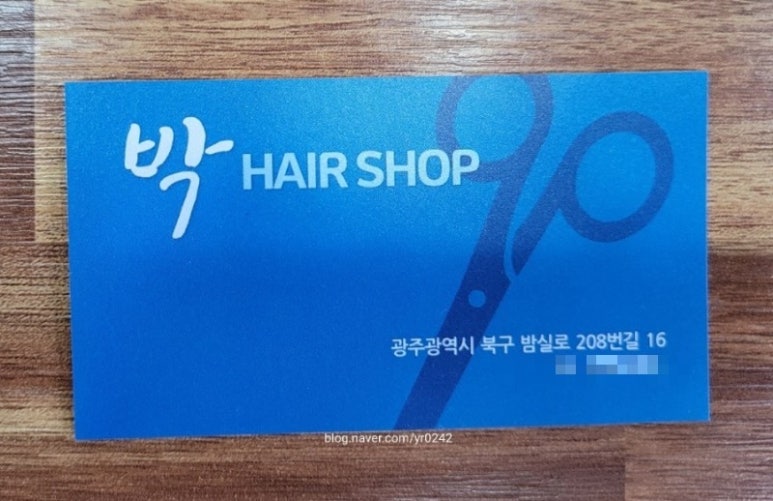 박 HAIR SHOP
광주광역시 북구 밤실로 208번길 16
blog.naver.com/yr0242